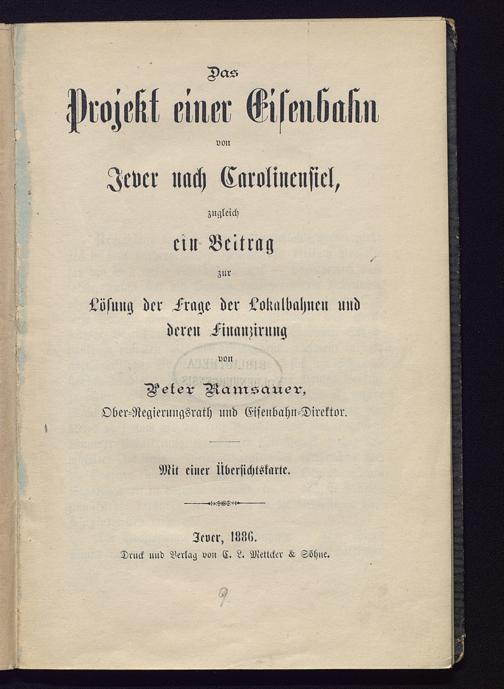 Das
Projekt einer Eisenbahn
von
Jever nach Carolinensiel,
zugleich
ein Beitrag
zur
Lösung der Frage der Lokalbahnen und
deren Finanzirung
von
Peter Ramsauer,
Ober-Regierungsrath und Eisenbahn-Direktor.
Mit einer Übersichtskarte.
Jever, 1886.
Druck und Verlag von C. L. Mettcker & Söhne.